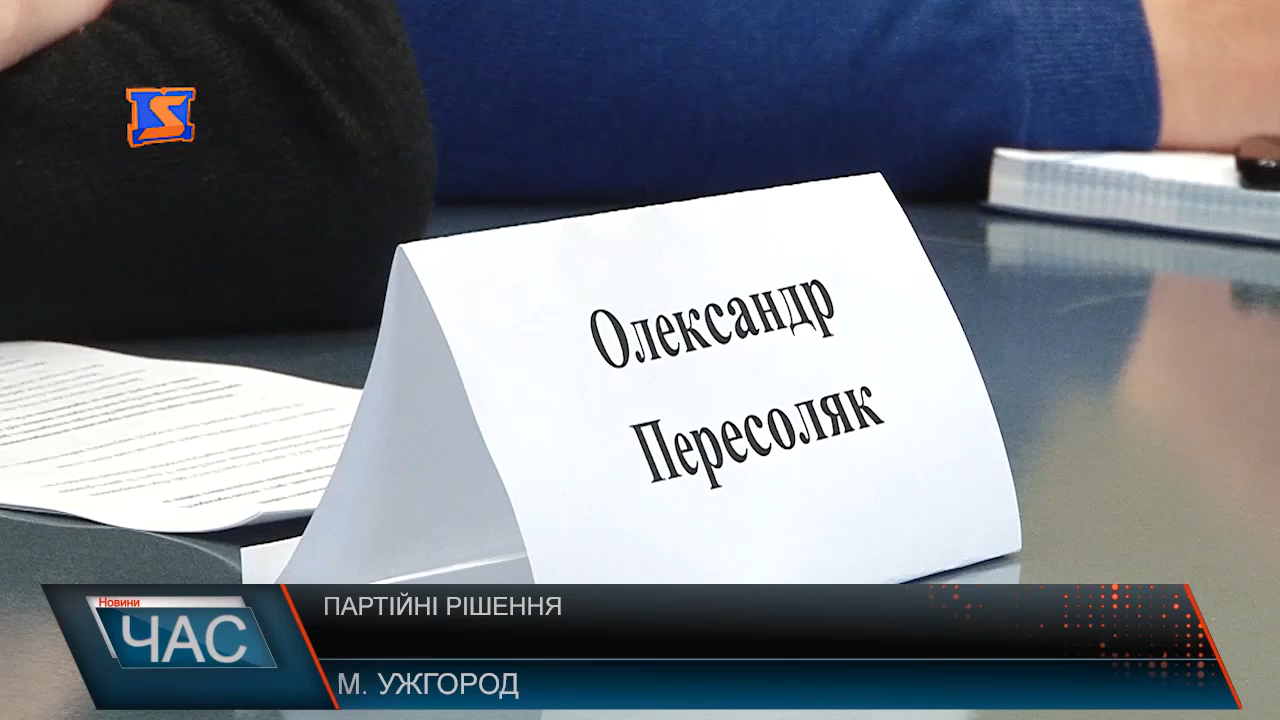 S
Олександр
Пересоляк
Новини
ЧАС
ПАРТІЙНІ РІШЕННЯ
М. УЖГОРОД